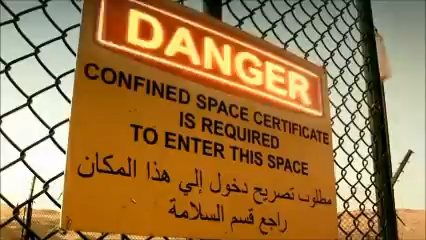 DANGER
CONFINED SPACE CERTIFICATE
IS REQUIRED
TO ENTER THIS SPACE
مطلوب تصريح دخول إلي هذا المكان
راجع قسم السلامة